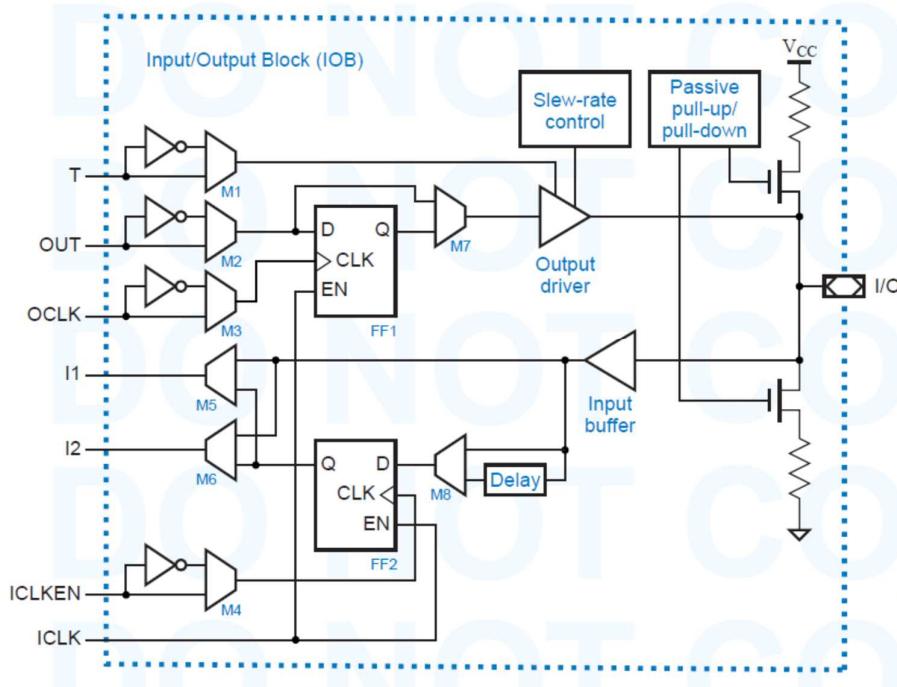 DO NOT CO
Input/Output Block (IOB)
VCC
Slew-rate
control
Passive
pull-up/
pull-down
T
M1
OUT
M2
D
Q
M7
CLK
EN
FF1
Output
driver
OCLK
M3
I/O
DO NOT CO
I1
M5
Input
buffer
I2
M6
Q
D
M8
Delay
CLK
EN
FF2
DO NOT CO
ICLKEN
M4
ICLK
DO NOT CO